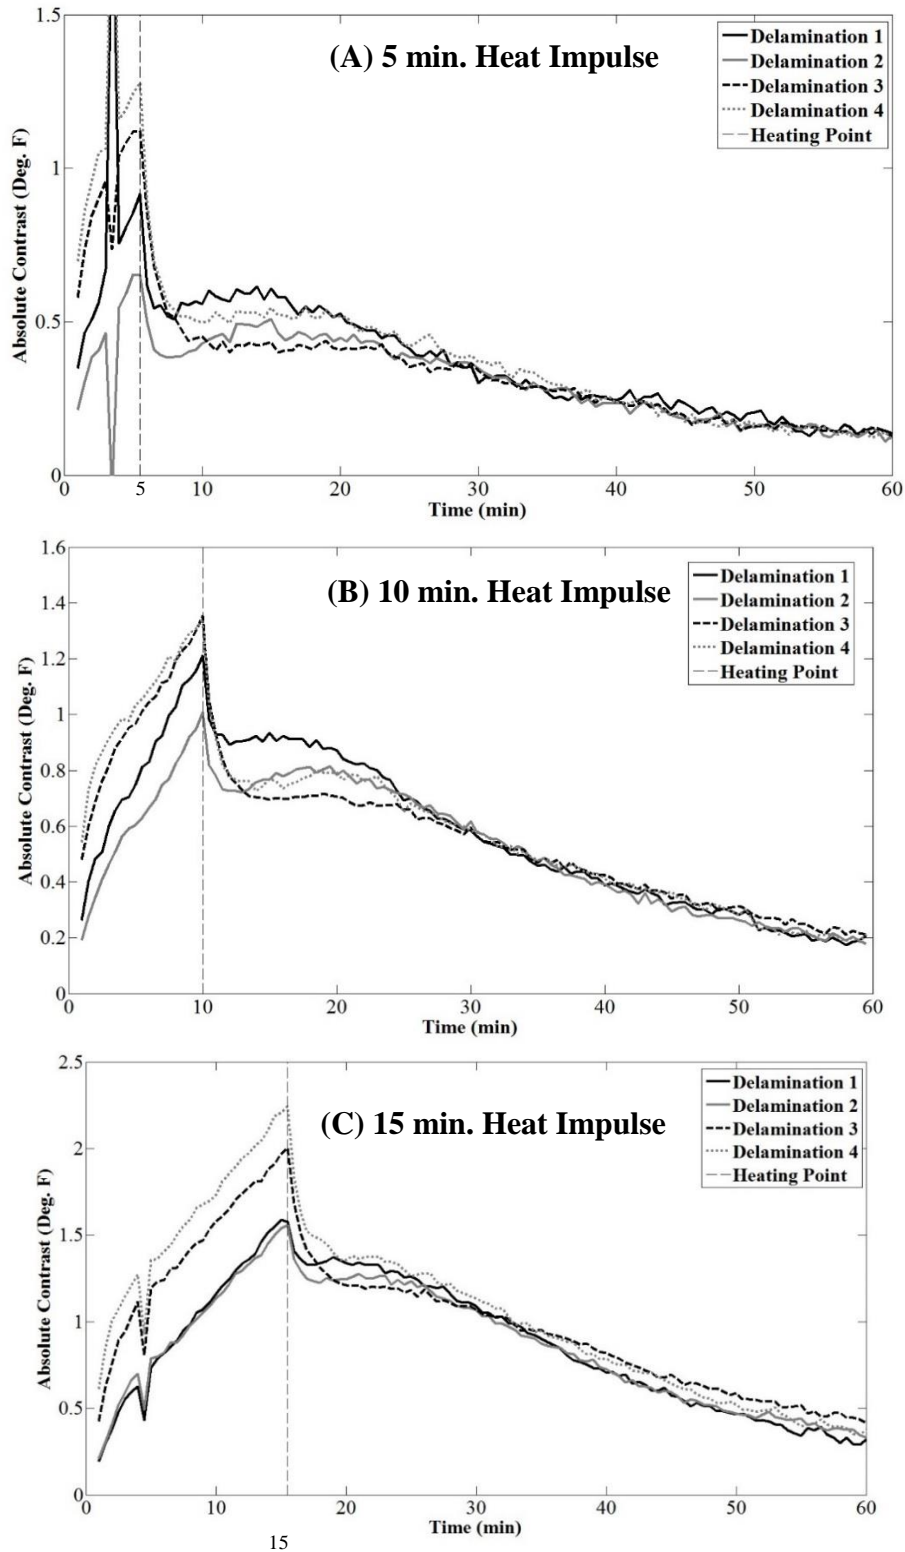 (A) 5 min. Heat Impulse
Delamination 1
Delamination 2
Delamination 3
Delamination 4
Heating Point
Absolute Contrast (Deg. F)
1.5
1
0.5
0
0 1 5 10 20 30 40 50 60
Time (min)
(B) 10 min. Heat Impulse
Delamination 1
Delamination 2
Delamination 3
Delamination 4
Heating Point
Absolute Contrast (Deg. F)
1.6
1.4
1.2
1
0.8
0.6
0.4
0.2
0
0 10 20 30 40 50 60
Time (min)
(C) 15 min. Heat Impulse
Delamination 1
Delamination 2
Delamination 3
Delamination 4
Heating Point
Absolute Contrast (Deg. F)
2.5
2
1.5
1
0.5
0
0 10 20 30 40 50 60
Time (min)
15